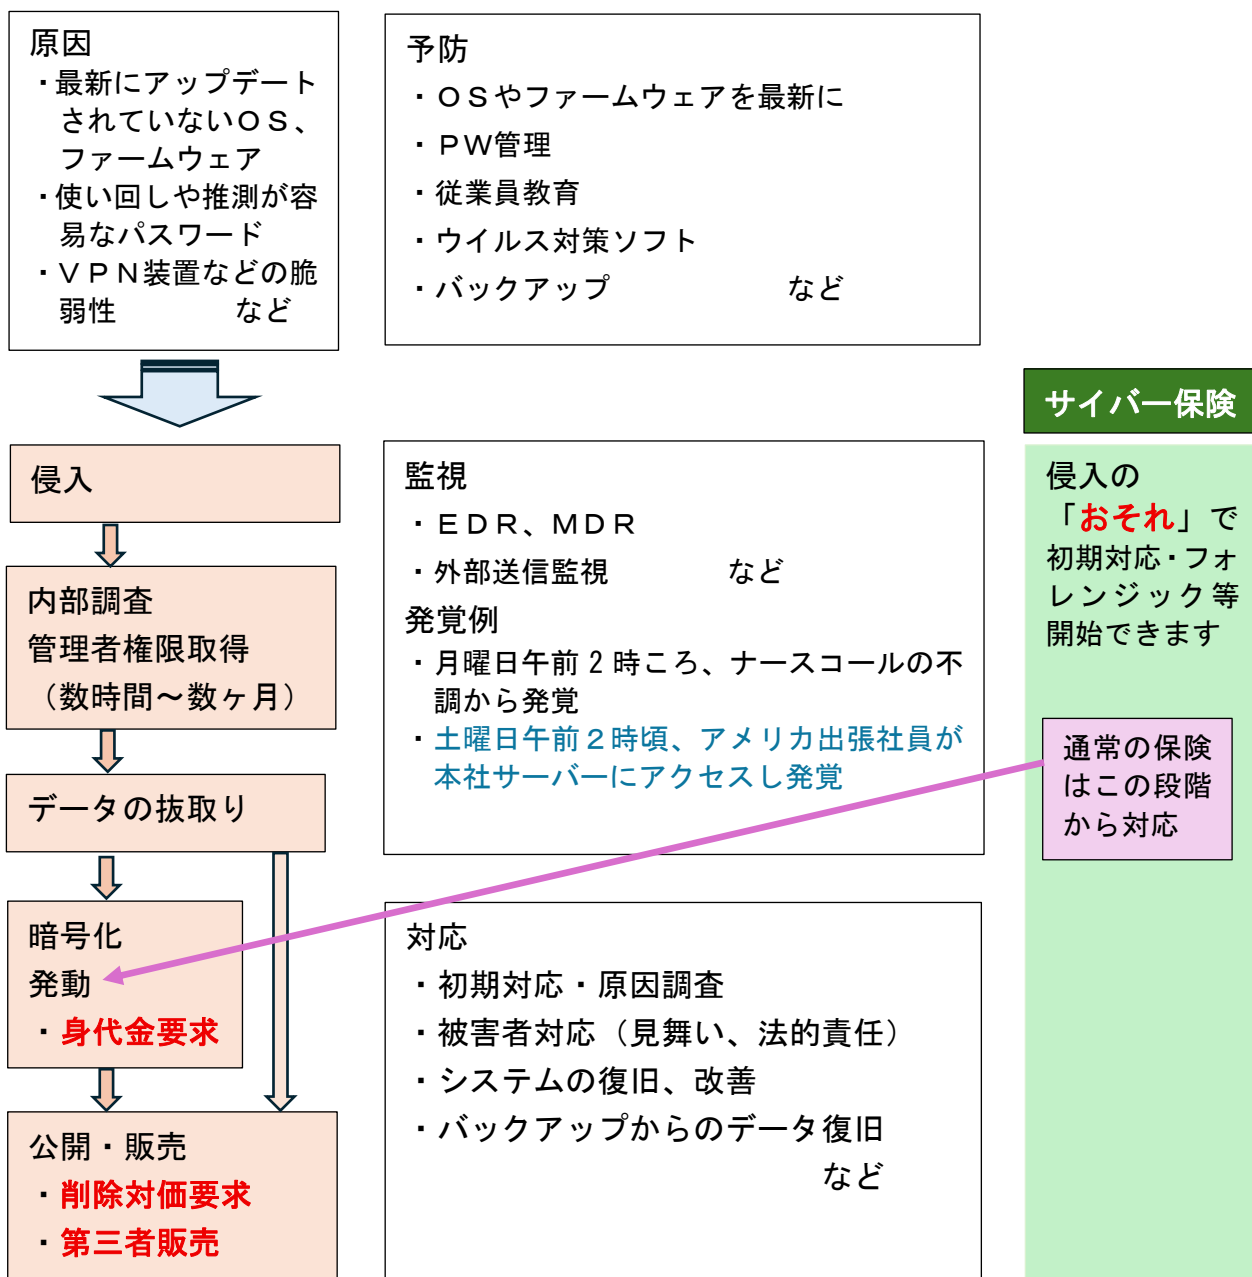 原因
・最新にアップデート
されていないＯＳ、
ファームウェア
・使い回しや推測が容
易なパスワード
・ＶＰＮ装置などの脆
弱性　　　　など
予防
・ＯＳやファームウェアを最新に
・ＰＷ管理
・従業員教育
・ウイルス対策ソフト
・バックアップ　　　　　　など
侵入
内部調査
管理者権限取得
（数時間～数ヶ月）
データの抜取り
暗号化
発動
・身代金要求
公開・販売
・削除対価要求
・第三者販売
監視
・ＥＤＲ、ＭＤＲ
・外部送信監視　　　　など
発覚例
・月曜日午前２時ころ、ナースコールの不
調から発覚
・土曜日午前２時頃、アメリカ出張社員が
本社サーバーにアクセスし発覚
対応
・初期対応・原因調査
・被害者対応（見舞い、法的責任）
・システムの復旧、改善
・バックアップからのデータ復旧
など
サイバー保険
侵入の
「おそれ」で
初期対応・フォ
レンジック等
開始できます
通常の保険
はこの段階
から対応